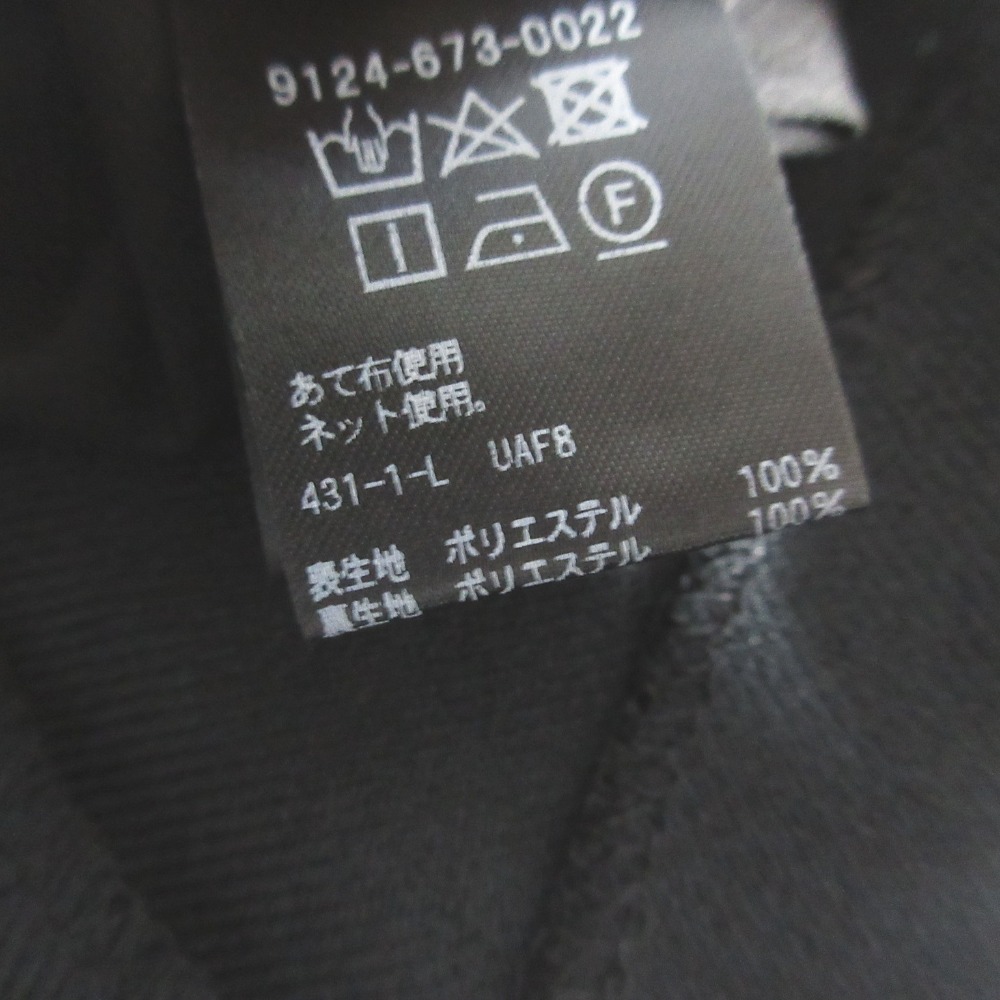 9124-673-0022
F
あて布使用
ネット使用。
431-1-L UAF8
表生地 ポリエステル 100%
裏生地 ポリエステル 100%